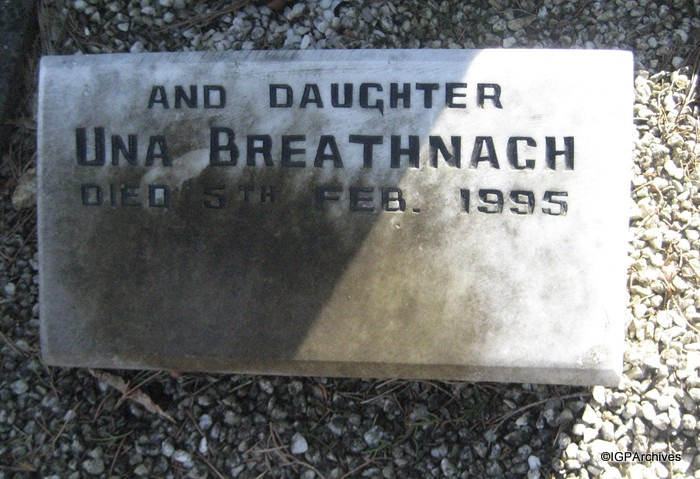 AND DAUGHTER
UNA BREATHNACH
DIED 5TH FEB. 1995
©IGPArchives